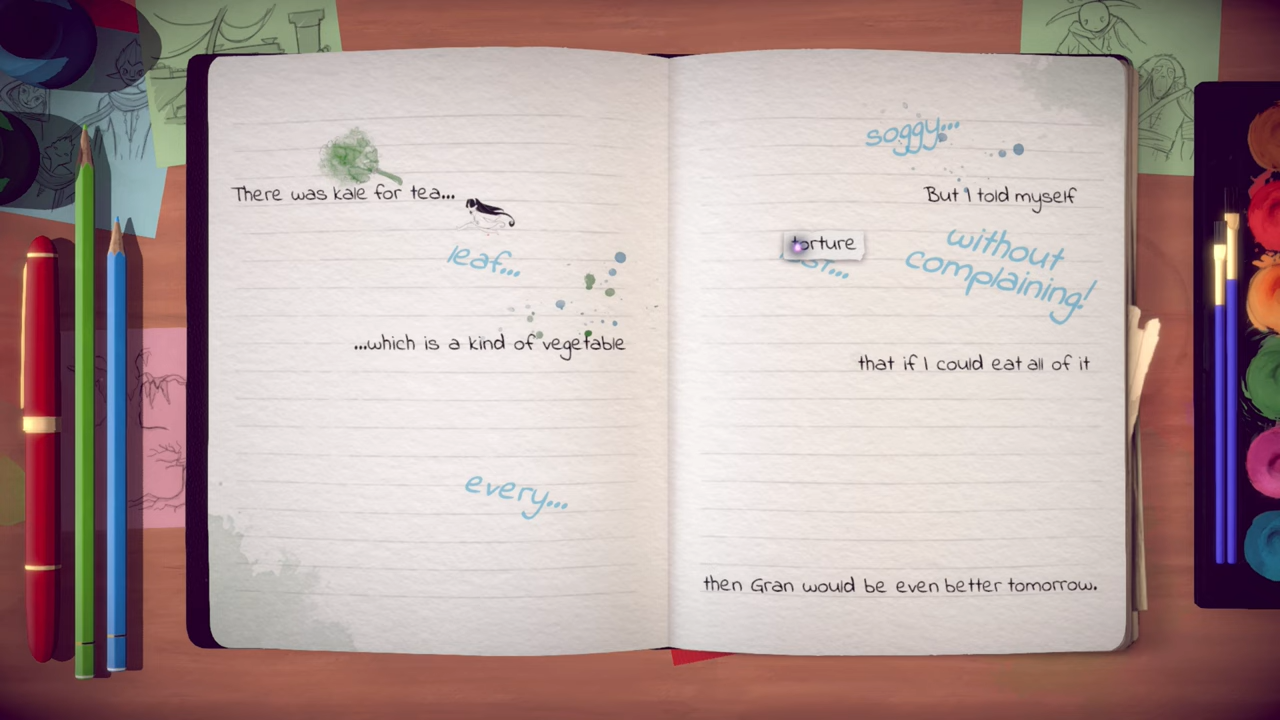 There was kale for tea...
leaf...
...which is a kind of vegetable
every...
soggy...
But I told myself
torture
without
complaining!
that if I could eat all of it
then Gran would be even better tomorrow.